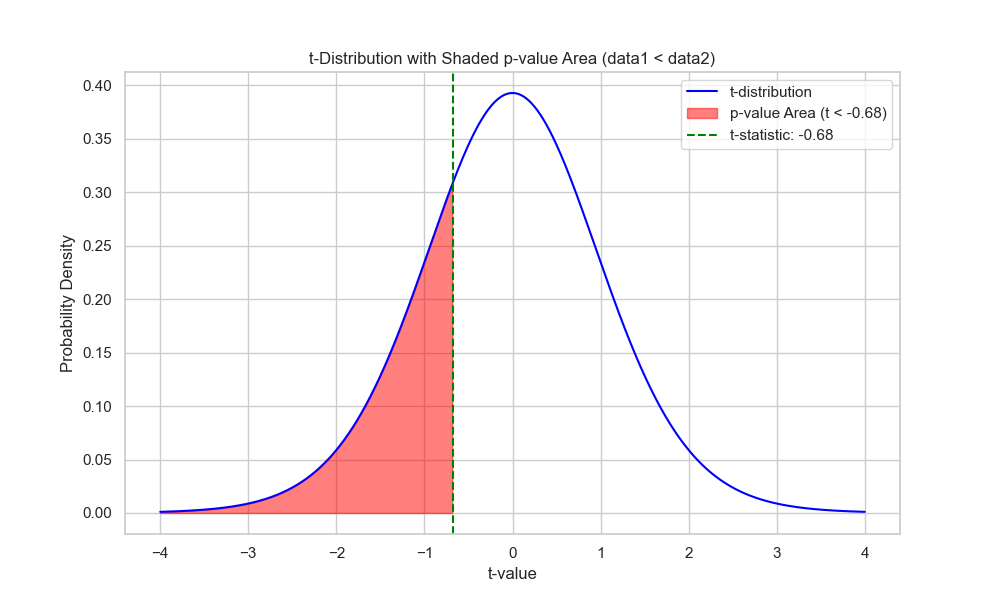 t-Distribution with Shaded p-value Area (data1 < data2)
t-distribution
p-value Area (t < -0.68)
t-statistic: -0.68
Probability Density
0.40
0.35
0.30
0.25
0.20
0.15
0.10
0.05
0.00
−4 −3 −2 −1 0 1 2 3 4
t-value